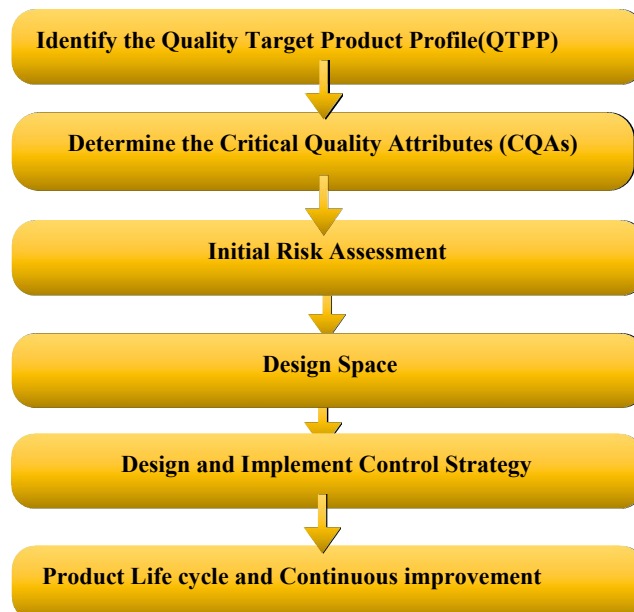 Identify the Quality Target Product Profile(QTPP)
Determine the Critical Quality Attributes (CQAs)
Initial Risk Assessment
Design Space
Design and Implement Control Strategy
Product Life cycle and Continuous improvement